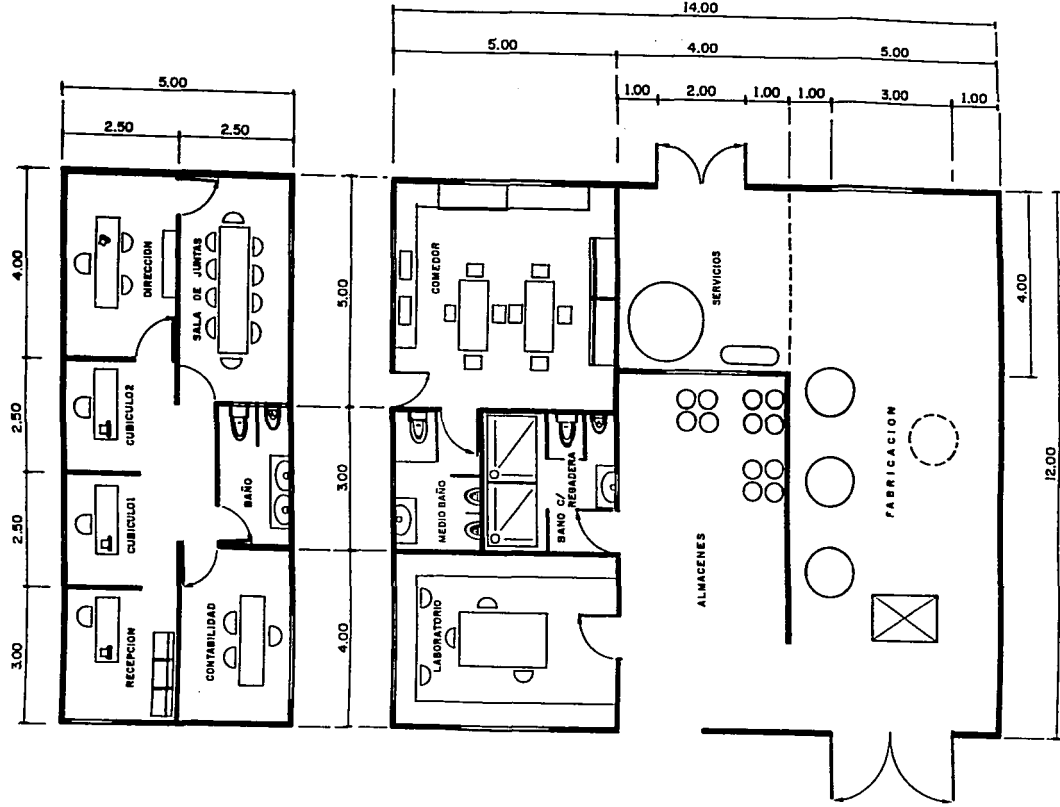 14.00
5.00
4.00
5.00
1.00
2.00
1.00
1.00
3.00
1.00
5.00
2.50
2.50
4.00
2.50
2.50
3.00
5.00
3.00
4.00
4.00
12.00
DIRECCION
SALA DE JUNTAS
CUBICULO2
CUBICULO1
BAÑO
RECEPCION
CONTABILIDAD
COMEDOR
MEDIO BAÑO
BANO C/
REGADERA
LABORATORIO
SERVICIOS
ALMACENES
FABRICACION